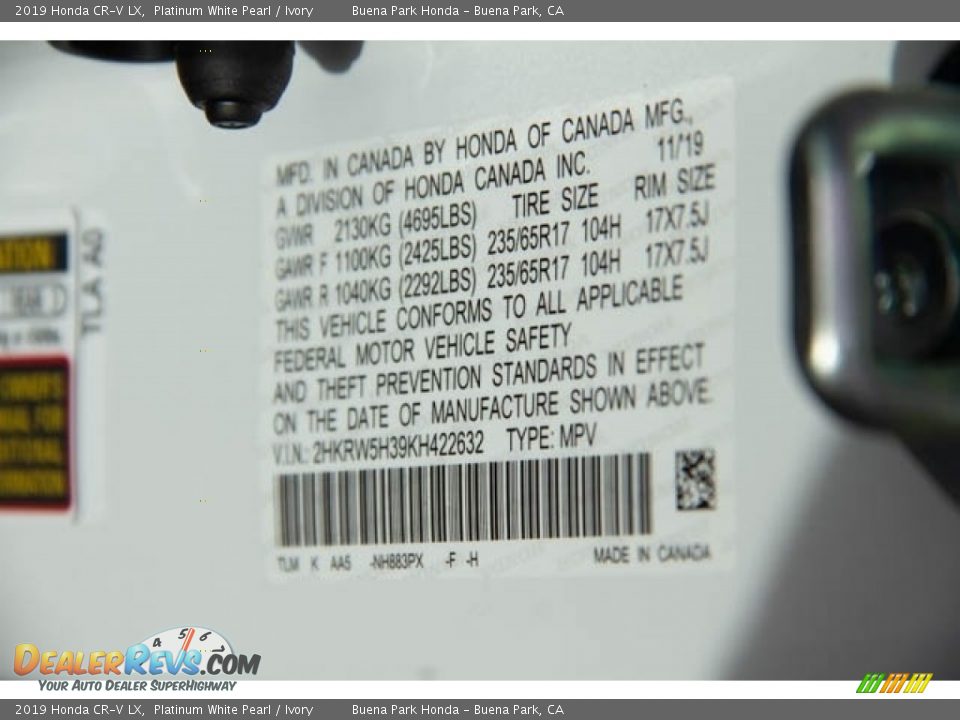 2019 Honda CR-V LX, Platinum White Pearl / Ivory Buena Park Honda - Buena Park, CA
MFD. IN CANADA BY HONDA OF CANADA MFG.,
A DIVISION OF HONDA CANADA INC. 11/19
GVWR 2130KG (4695LBS) TIRE SIZE RIM SIZE
GAWR F 1100KG (2425LBS) 235/65R17 104H 17X7.5J
GAWR R 1040KG (2292LBS) 235/65R17 104H 17X7.5J
THIS VEHICLE CONFORMS TO ALL APPLICABLE
FEDERAL MOTOR VEHICLE SAFETY
AND THEFT PREVENTION STANDARDS IN EFFECT
ON THE DATE OF MANUFACTURE SHOWN ABOVE.
V.I.N.: 2HKRW5H39KH422632 TYPE: MPV
TLM K AA5 -NH883PX -F -H MADE IN CANADA
TLA A0
4 5 6 7
DEALERREVS.COM
YOUR AUTO DEALER SUPERHIGHWAY
2019 Honda CR-V LX, Platinum White Pearl / Ivory Buena Park Honda - Buena Park, CA